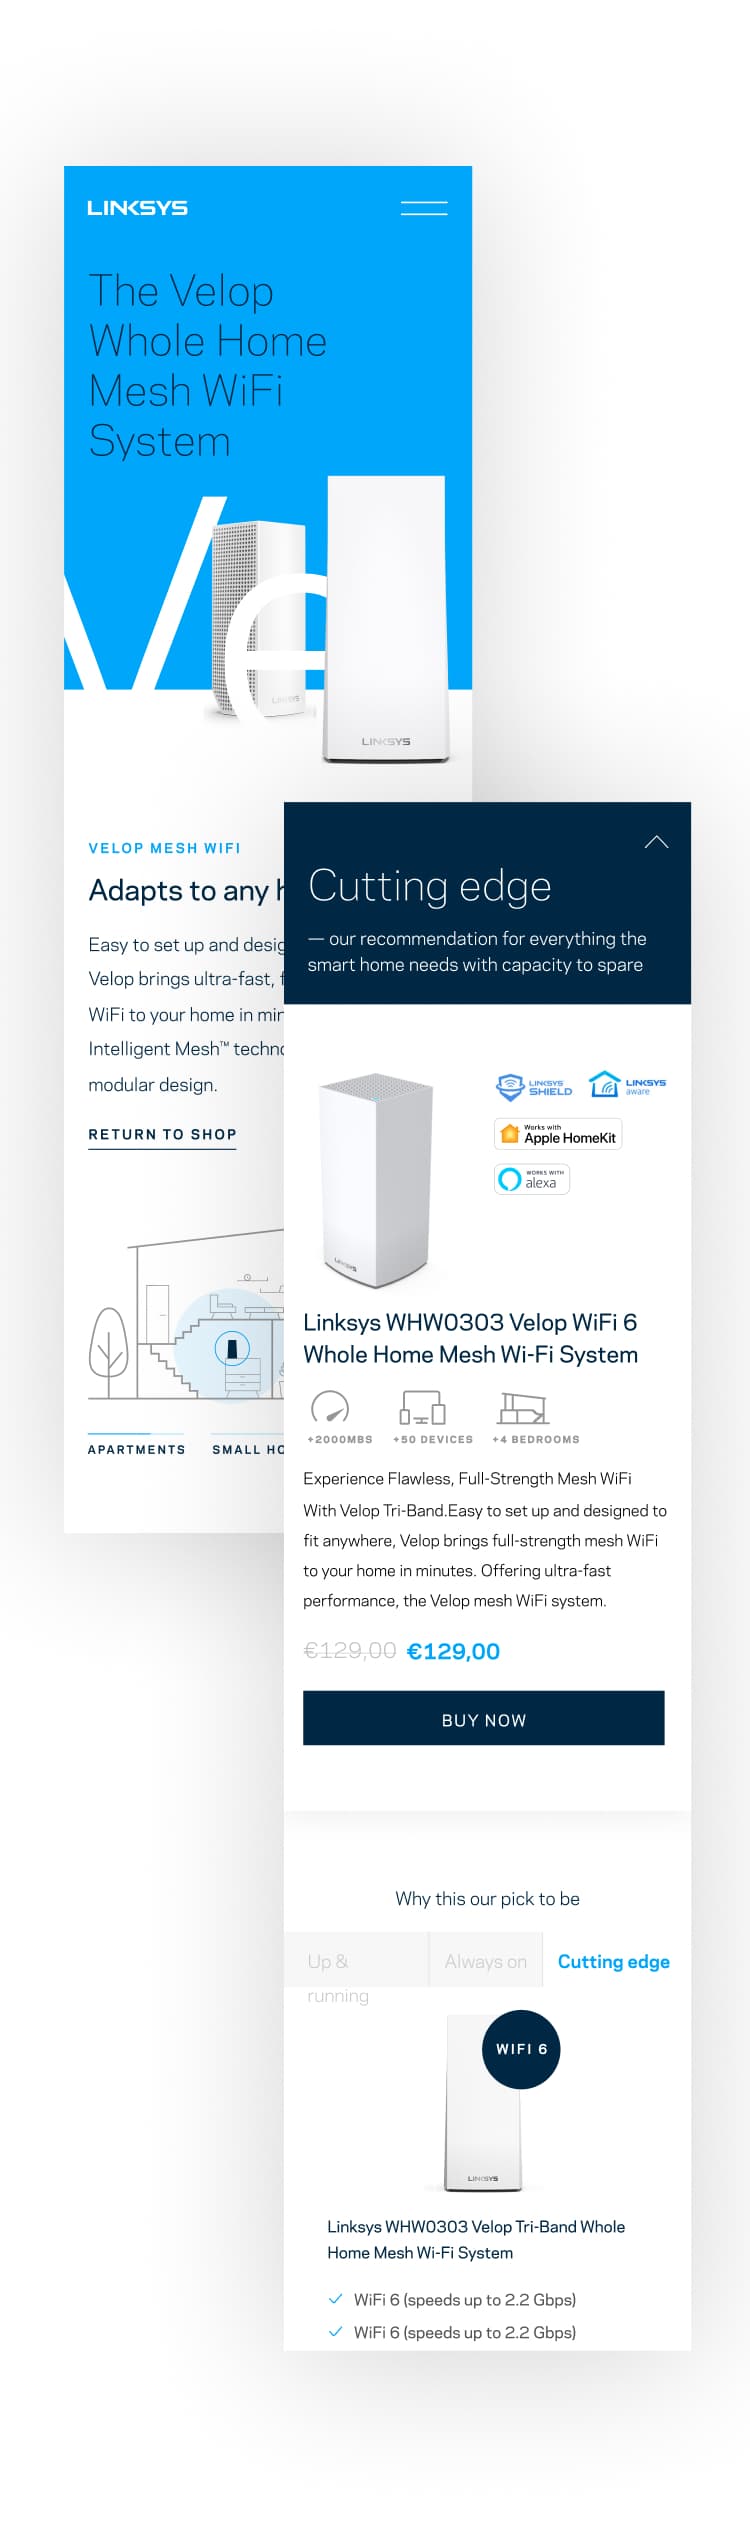 LINKSYS
The Velop
Whole Home
Mesh WiFi
System
Ve
LINKSYS
LINKSYS
VELOP MESH WIFI
Adapts to any
Easy to set up and
Velop brings ultra-fast,
WiFi to your home in
Intelligent Mesh™
modular design.
RETURN TO SHOP
APARTMENTS
SMALL
Cutting edge
— our recommendation for everything the
smart home needs with capacity to spare
LINKSYS SHIELD
LINKSYS aware
Works with
Apple HomeKit
WORKS WITH
alexa
LINKSYS
Linksys WHW0303 Velop WiFi 6
Whole Home Mesh Wi-Fi System
+2000MBS +50 DEVICES +4 BEDROOMS
Experience Flawless, Full-Strength Mesh WiFi
With Velop Tri-Band.Easy to set up and designed to
fit anywhere, Velop brings full-strength mesh WiFi
to your home in minutes. Offering ultra-fast
performance, the Velop mesh WiFi system.
€129,00 €129,00
BUY NOW
Why this our pick to be
Up &
running
Always on
Cutting edge
WIFI 6
LINKSYS
Linksys WHW0303 Velop Tri-Band Whole
Home Mesh Wi-Fi System
WiFi 6 (speeds up to 2.2 Gbps)
WiFi 6 (speeds up to 2.2 Gbps)